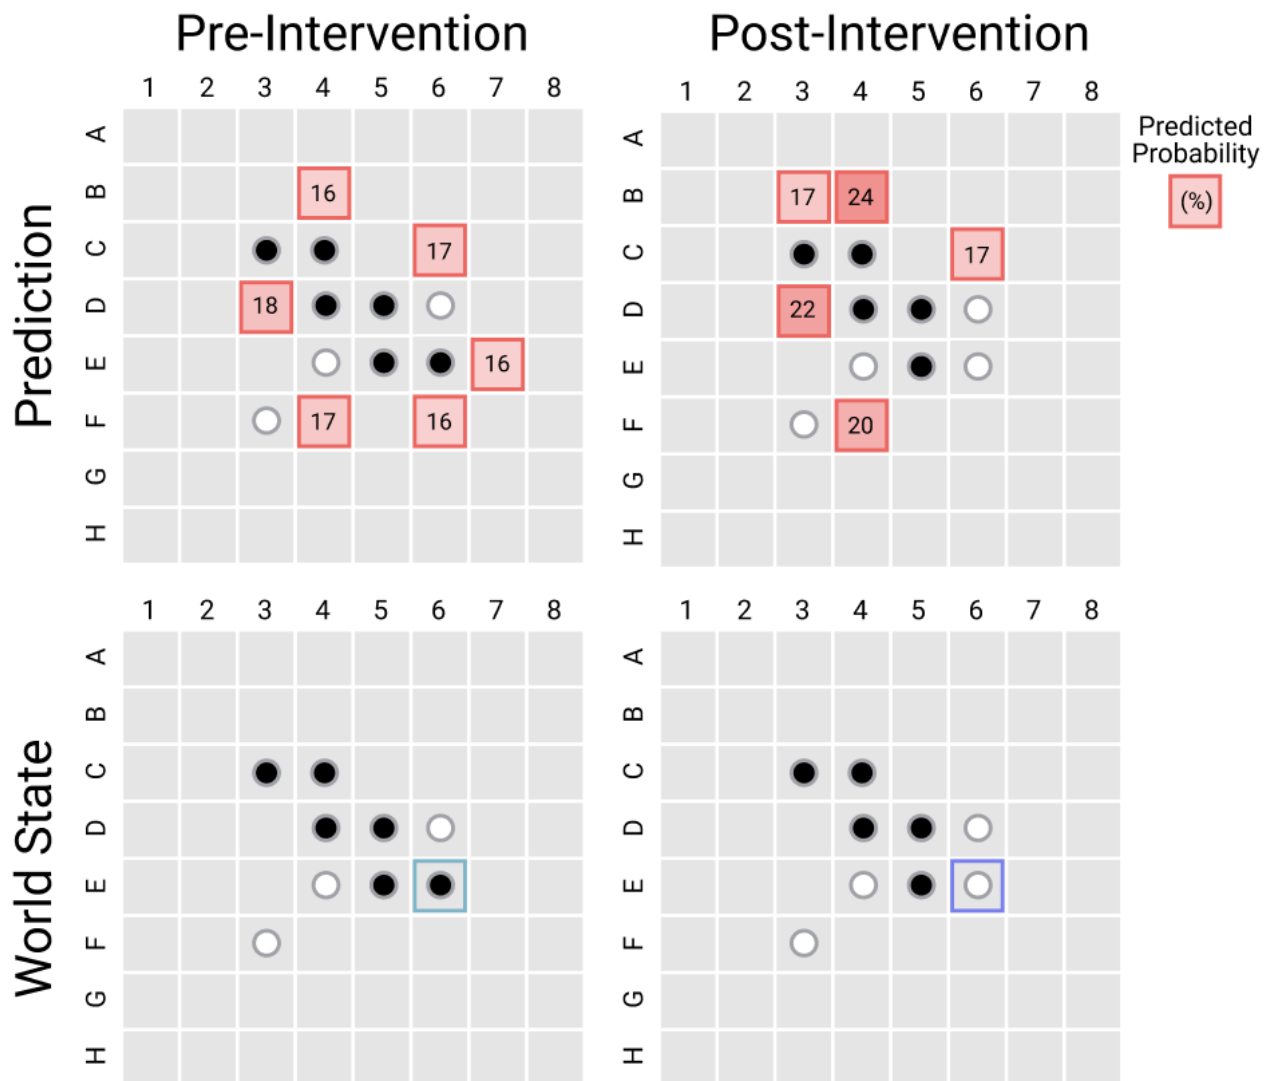 Pre-Intervention
Post-Intervention
1 2 3 4 5 6 7 8
1 2 3 4 5 6 7 8
Predicted
Probability
(%)
Prediction
A
B 16
C 17
D 18
E 16
F 17 16
G
H
A
B 17 24
C 17
D 22
E
F 20
G
H
1 2 3 4 5 6 7 8
1 2 3 4 5 6 7 8
World State
A
B
C
D
E
F
G
H
A
B
C
D
E
F
G
H